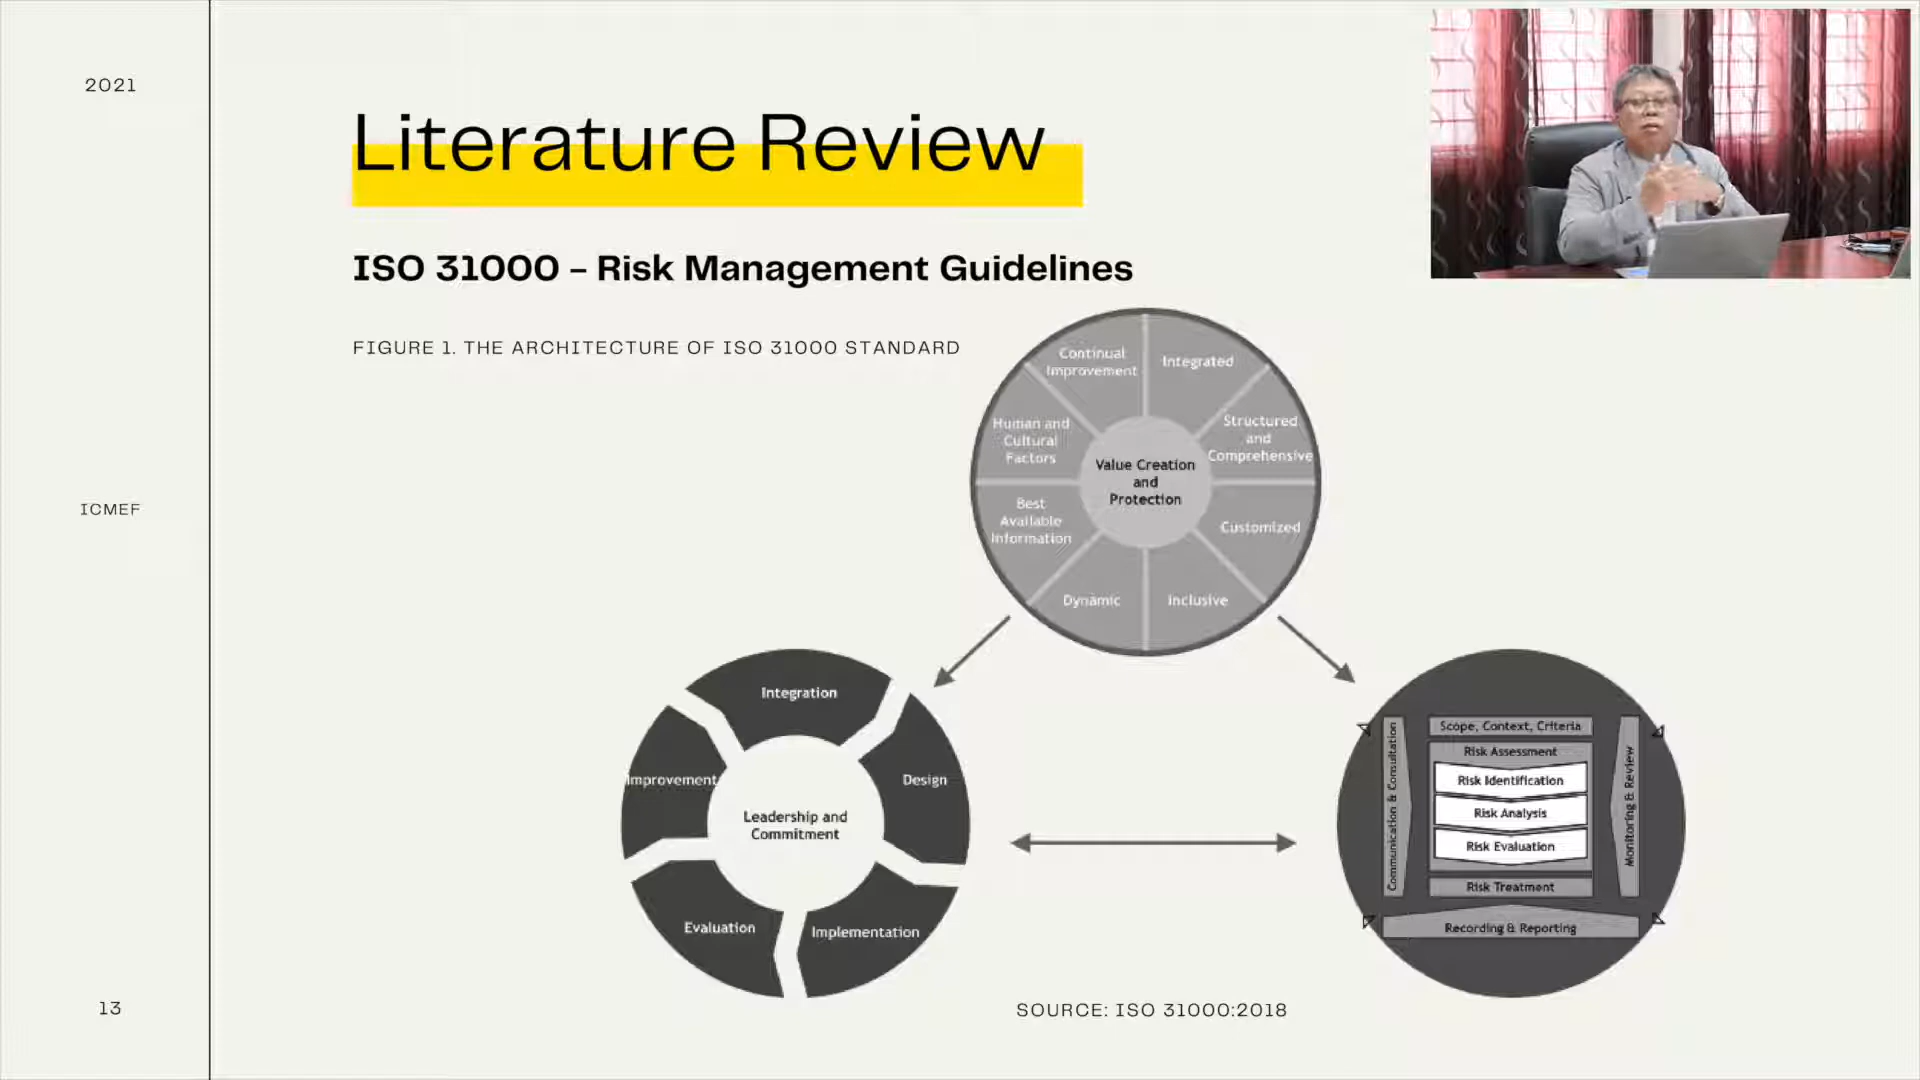 2021
Literature Review
ISO 31000 – Risk Management Guidelines
FIGURE 1. THE ARCHITECTURE OF ISO 31000 STANDARD
Continual
Improvement
Integrated
Human and
Cultural
Factors
Structured
and
Comprehensive
Value Creation
and
Protection
Best
Available
Information
Customized
Dynamic
Inclusive
ICMEF
Integration
Improvement
Design
Leadership and
Commitment
Evaluation
Implementation
Communication & Consultation
Scope, Context, Criteria
Risk Assessment
Risk Identification
Risk Analysis
Risk Evaluation
Risk Treatment
Monitoring & Review
Recording & Reporting
13
SOURCE: ISO 31000:2018